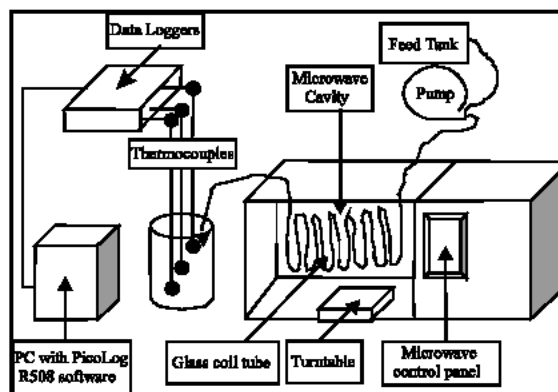 Data Loggers
Feed Tank
Microwave
Cavity
Pump
Thermocouples
PC with PicoLog
R508 software
Glass coil tube
Turntable
Microwave
control panel